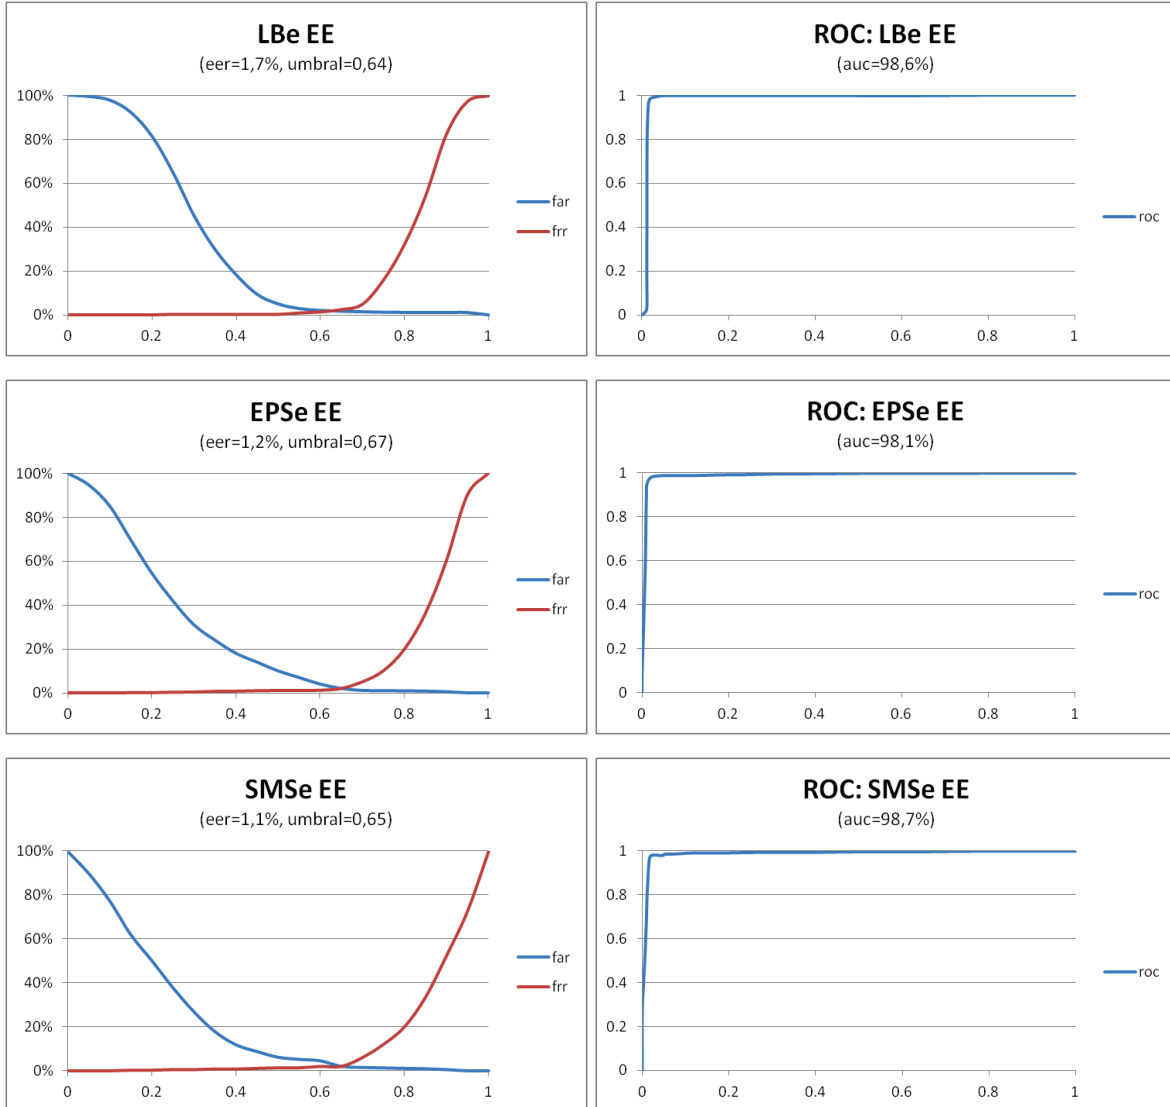 LBe EE
(eer=1,7%, umbral=0,64)
100%
80%
60%
40%
20%
0%
0 0.2 0.4 0.6 0.8 1
far
frr
ROC: LBe EE
(auc=98,6%)
1
0.8
0.6
0.4
0.2
0
0 0.2 0.4 0.6 0.8 1
roc
EPSe EE
(eer=1,2%, umbral=0,67)
100%
80%
60%
40%
20%
0%
0 0.2 0.4 0.6 0.8 1
far
frr
ROC: EPSe EE
(auc=98,1%)
1
0.8
0.6
0.4
0.2
0
0 0.2 0.4 0.6 0.8 1
roc
SMSe EE
(eer=1,1%, umbral=0,65)
100%
80%
60%
40%
20%
0%
0 0.2 0.4 0.6 0.8 1
far
frr
ROC: SMSe EE
(auc=98,7%)
1
0.8
0.6
0.4
0.2
0
0 0.2 0.4 0.6 0.8 1
roc